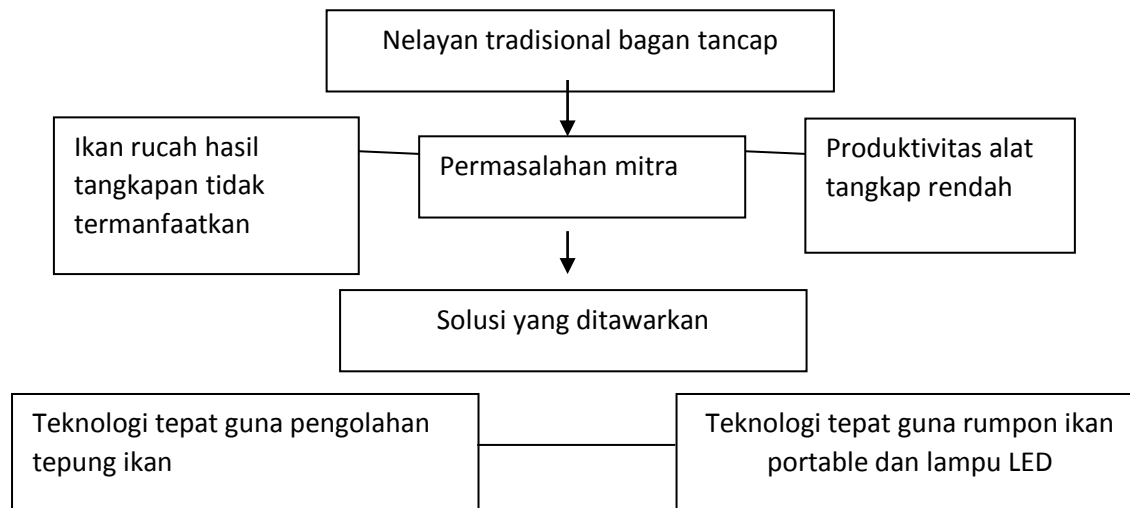 Nelayan tradisional bagan tancap
Ikan rucah hasil
tangkapan tidak
termanfaatkan
Permasalahan mitra
Produktivitas alat
tangkap rendah
Solusi yang ditawarkan
Teknologi tepat guna pengolahan
tepung ikan
Teknologi tepat guna rumpon ikan
portable dan lampu LED